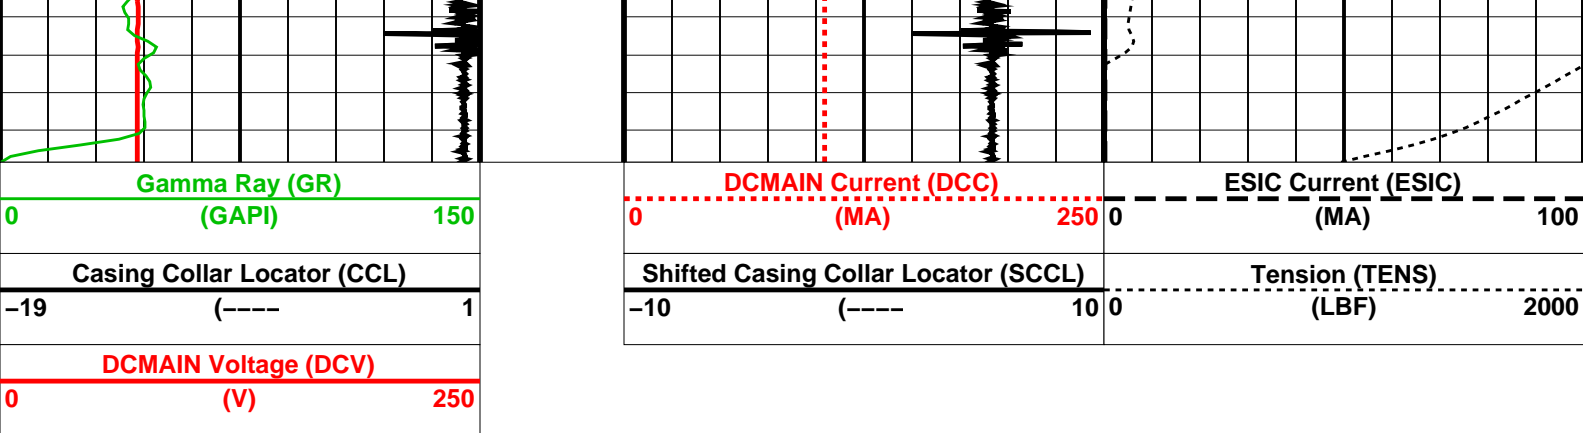 Gamma Ray (GR)
0 (GAPI) 150
Casing Collar Locator (CCL)
−19 (−−−− 1
DCMAIN Voltage (DCV)
0 (V) 250
DCMAIN Current (DCC)
0 (MA) 250
Shifted Casing Collar Locator (SCCL)
−10 (−−−− 10
ESIC Current (ESIC)
0 (MA) 100
Tension (TENS)
0 (LBF) 2000